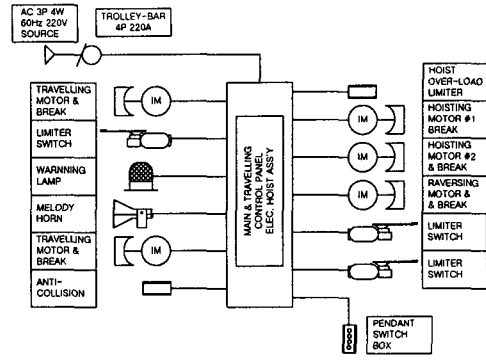 AC 3P 4W
60Hz 220V
SOURCE
TROLLEY-BAR
4P 220A
TRAVELLING
MOTOR &
BREAK
IM
LIMITER
SWITCH
WARNNING
LAMP
MELODY
HORN
TRAVELLING
MOTOR &
BREAK
IM
ANTI-
COLLISION
MAIN & TRAVELLING
CONTROL PANEL
ELEC. HOIST ASS'Y
HOIST
OVER-LOAD
LIMITER
IM
HOISTING
MOTOR #1
BREAK
IM
HOISTING
MOTOR #2
& BREAK
IM
RAVERSING
MOTOR &
& BREAK
LIMITER
SWITCH
LIMITER
SWITCH
PENDANT
SWITCH
BOX